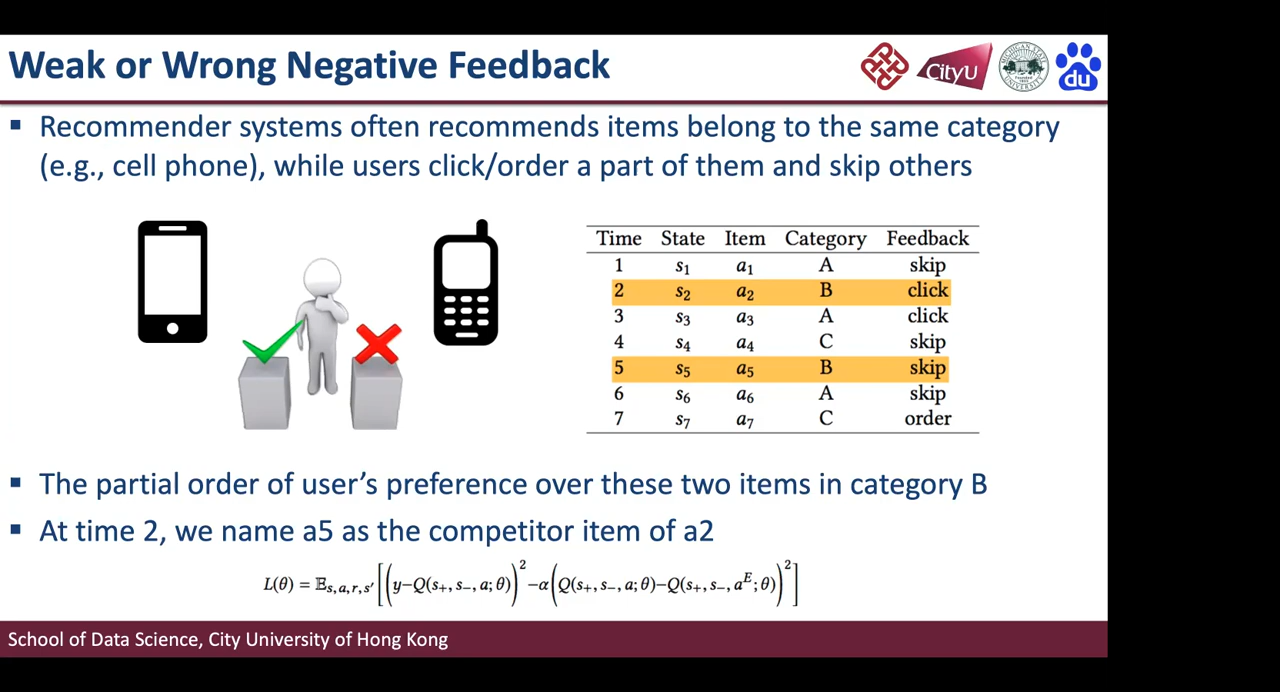 Weak or Wrong Negative Feedback
CityU
du
▪ Recommender systems often recommends items belong to the same category
(e.g., cell phone), while users click/order a part of them and skip others
Time State Item Category Feedback
1 s₁ a₁ A skip
2 s₂ a₂ B click
3 s₃ a₃ A click
4 s₄ a₄ C skip
5 s₅ a₅ B skip
6 s₆ a₆ A skip
7 s₇ a₇ C order
▪ The partial order of user’s preference over these two items in category B
▪ At time 2, we name a5 as the competitor item of a2
L(θ) = 𝔼s,a,r,s′ [(y−Q(s₊, s₋, a; θ))² −α(Q(s₊, s₋, a; θ)−Q(s₊, s₋, aᴱ; θ))²]
School of Data Science, City University of Hong Kong